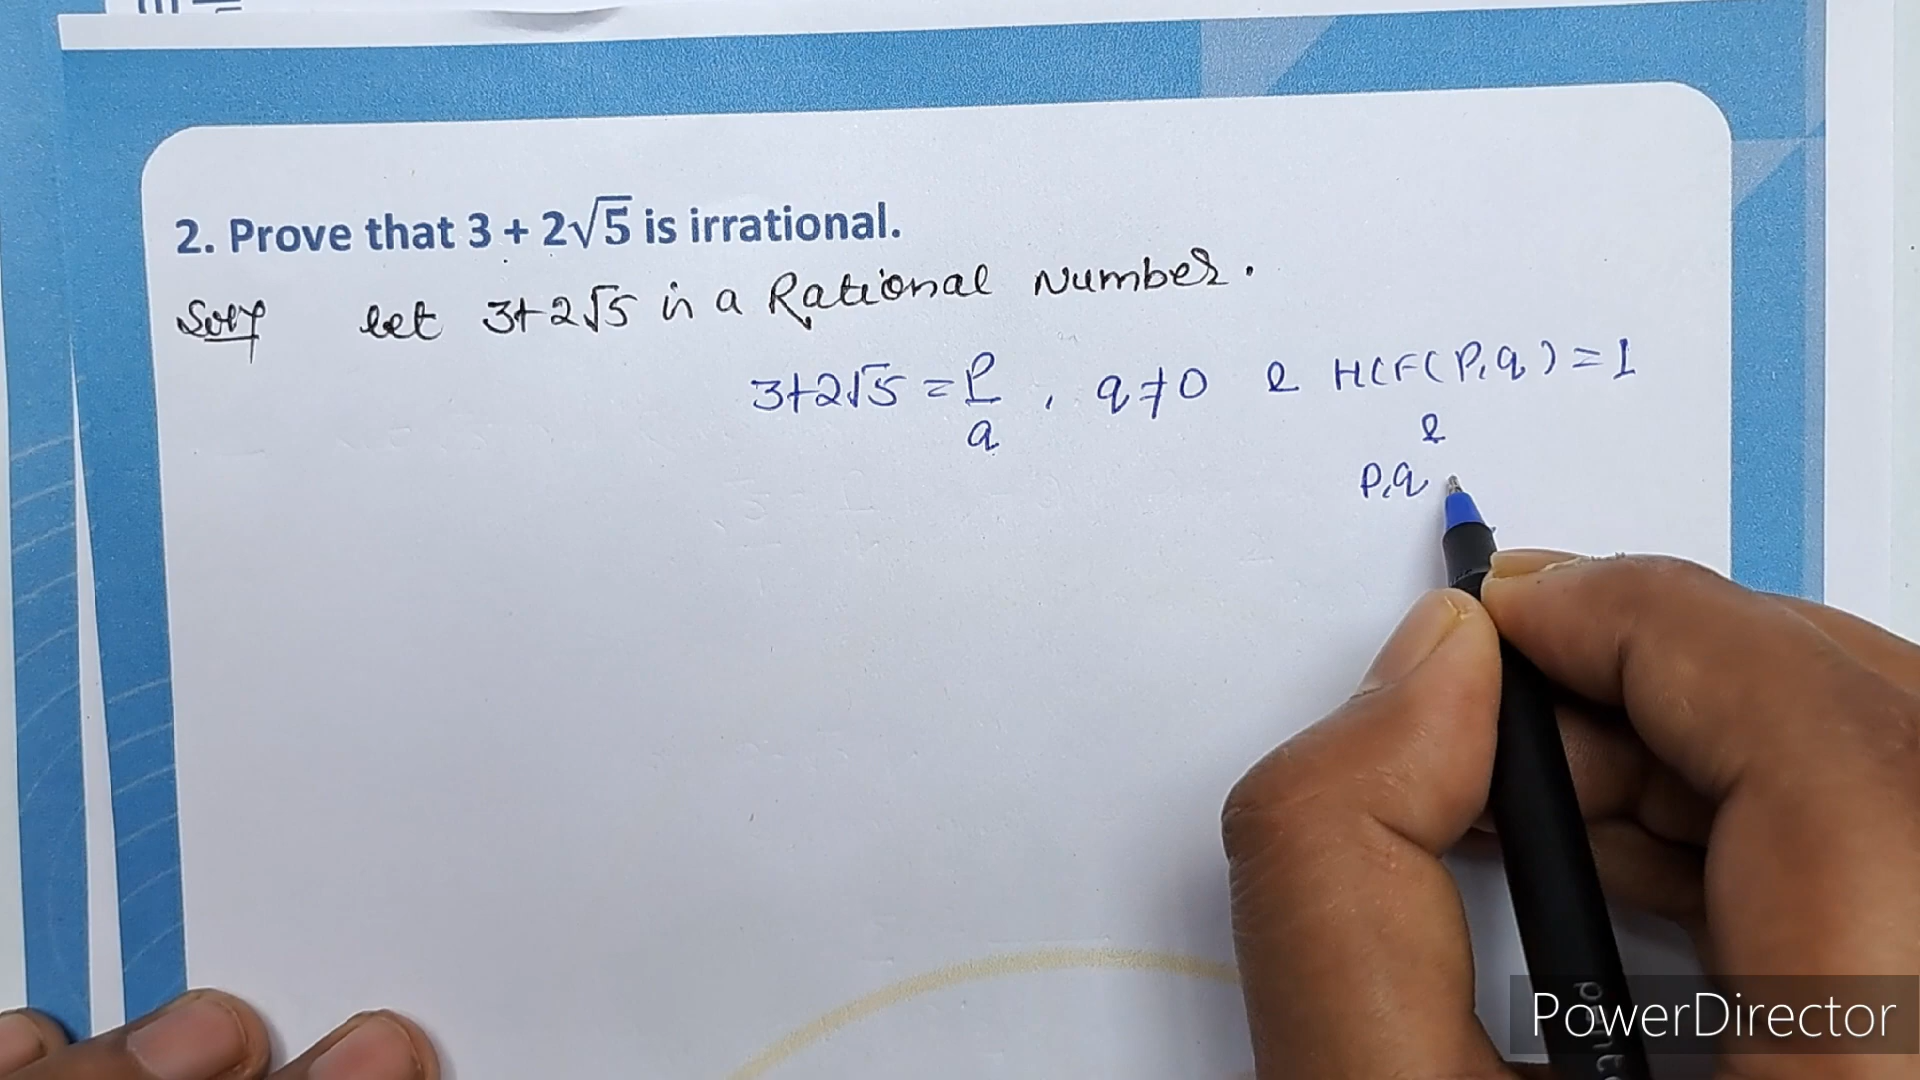 2. Prove that 3 + 2√5 is irrational.
Soln let 3+2√5 is a Rational Number.
3+2√5 = P/q , q≠0 & HCF(P,q)=1
&
P,q
PowerDirector